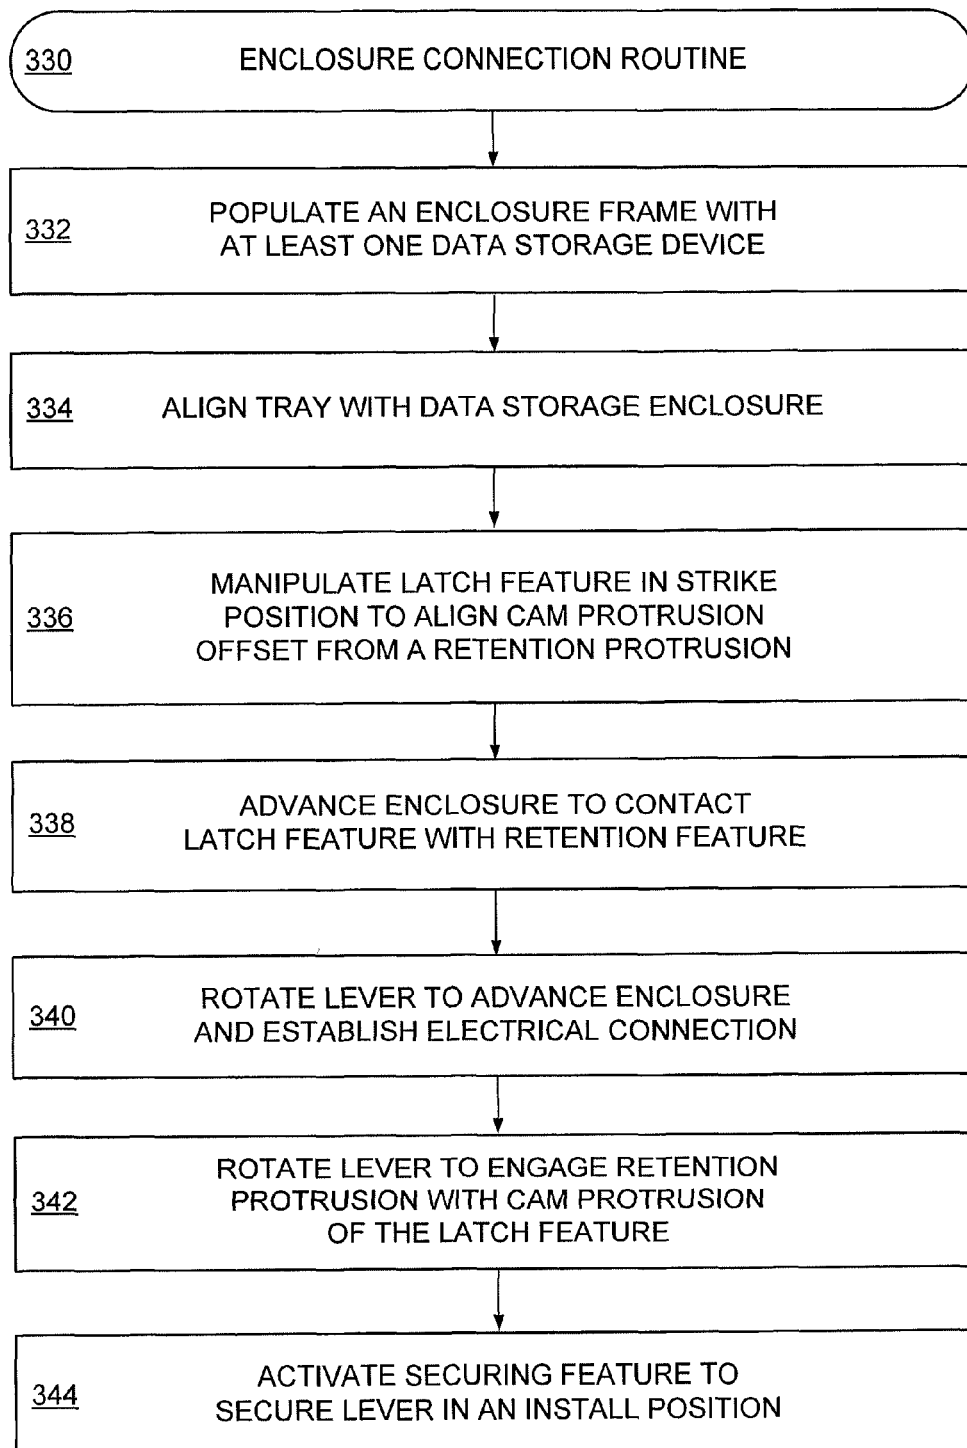 330 ENCLOSURE CONNECTION ROUTINE
332 POPULATE AN ENCLOSURE FRAME WITH
AT LEAST ONE DATA STORAGE DEVICE
334 ALIGN TRAY WITH DATA STORAGE ENCLOSURE
336 MANIPULATE LATCH FEATURE IN STRIKE
POSITION TO ALIGN CAM PROTRUSION
OFFSET FROM A RETENTION PROTRUSION
338 ADVANCE ENCLOSURE TO CONTACT
LATCH FEATURE WITH RETENTION FEATURE
340 ROTATE LEVER TO ADVANCE ENCLOSURE
AND ESTABLISH ELECTRICAL CONNECTION
342 ROTATE LEVER TO ENGAGE RETENTION
PROTRUSION WITH CAM PROTRUSION
OF THE LATCH FEATURE
344 ACTIVATE SECURING FEATURE TO
SECURE LEVER IN AN INSTALL POSITION